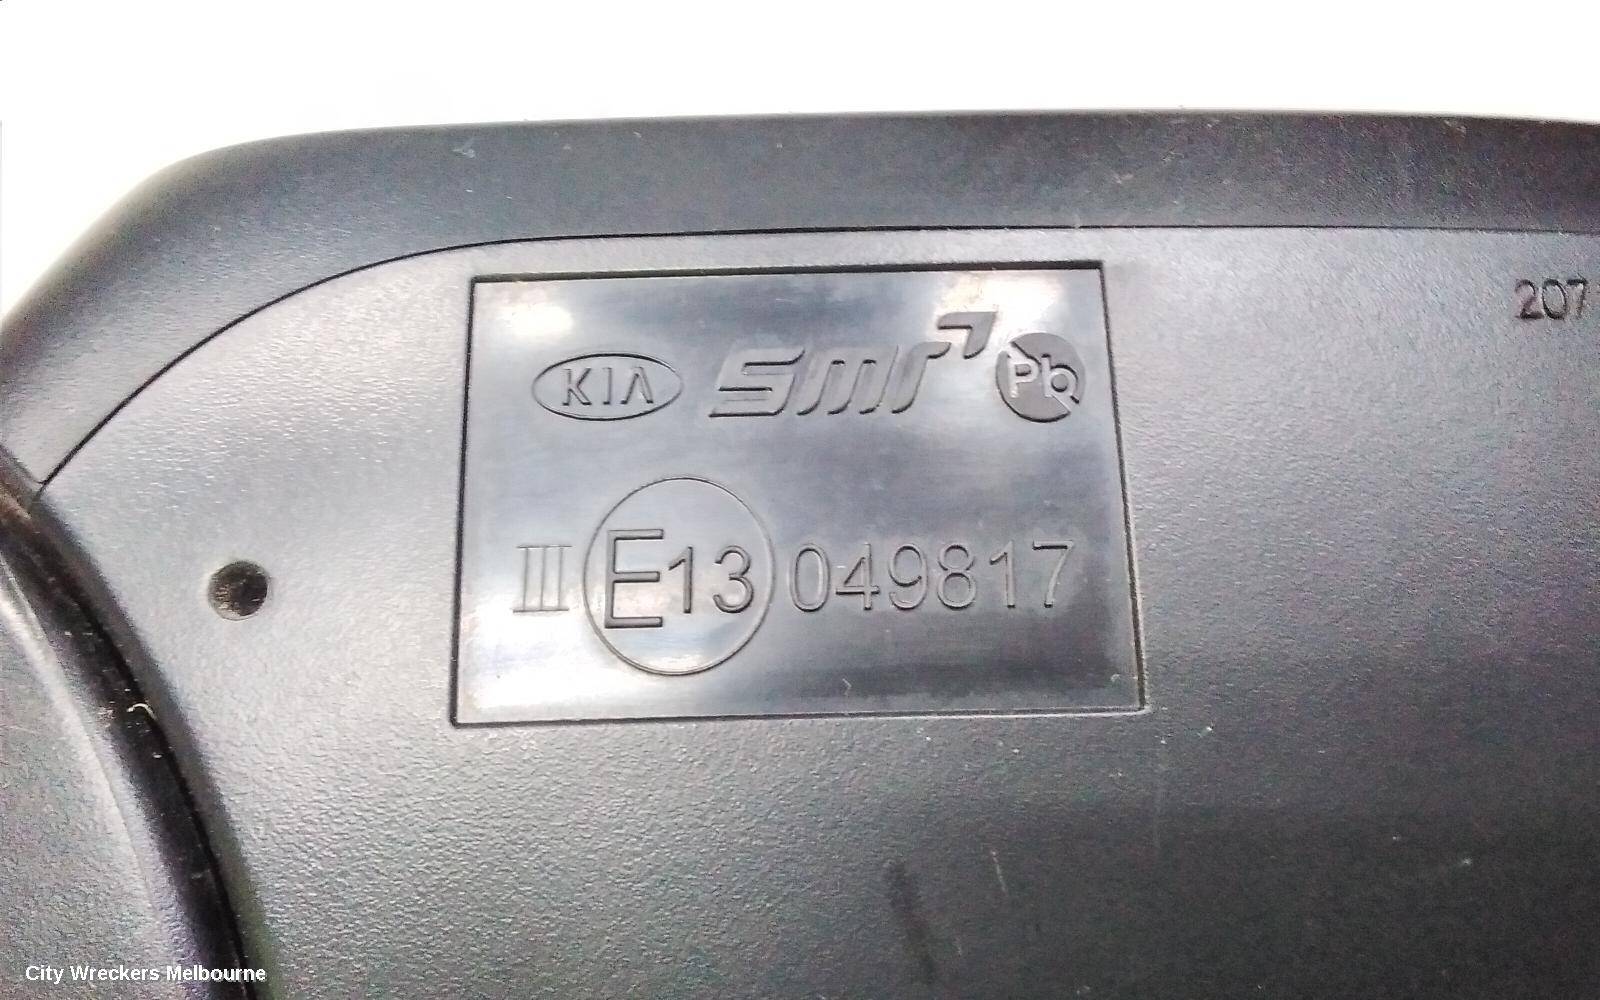 207
KIA smr Pb
III E13 049817
City Wreckers Melbourne